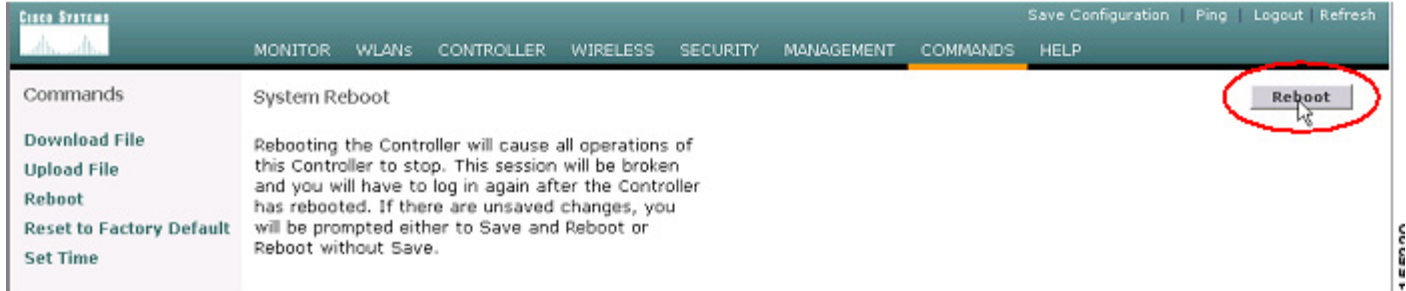 Cisco Systems
Save Configuration | Ping | Logout | Refresh
MONITOR WLANs CONTROLLER WIRELESS SECURITY MANAGEMENT COMMANDS HELP
Commands
Download File
Upload File
Reboot
Reset to Factory Default
Set Time
System Reboot
Reboot
Rebooting the Controller will cause all operations of
this Controller to stop. This session will be broken
and you will have to log in again after the Controller
has rebooted. If there are unsaved changes, you
will be prompted either to Save and Reboot or
Reboot without Save.